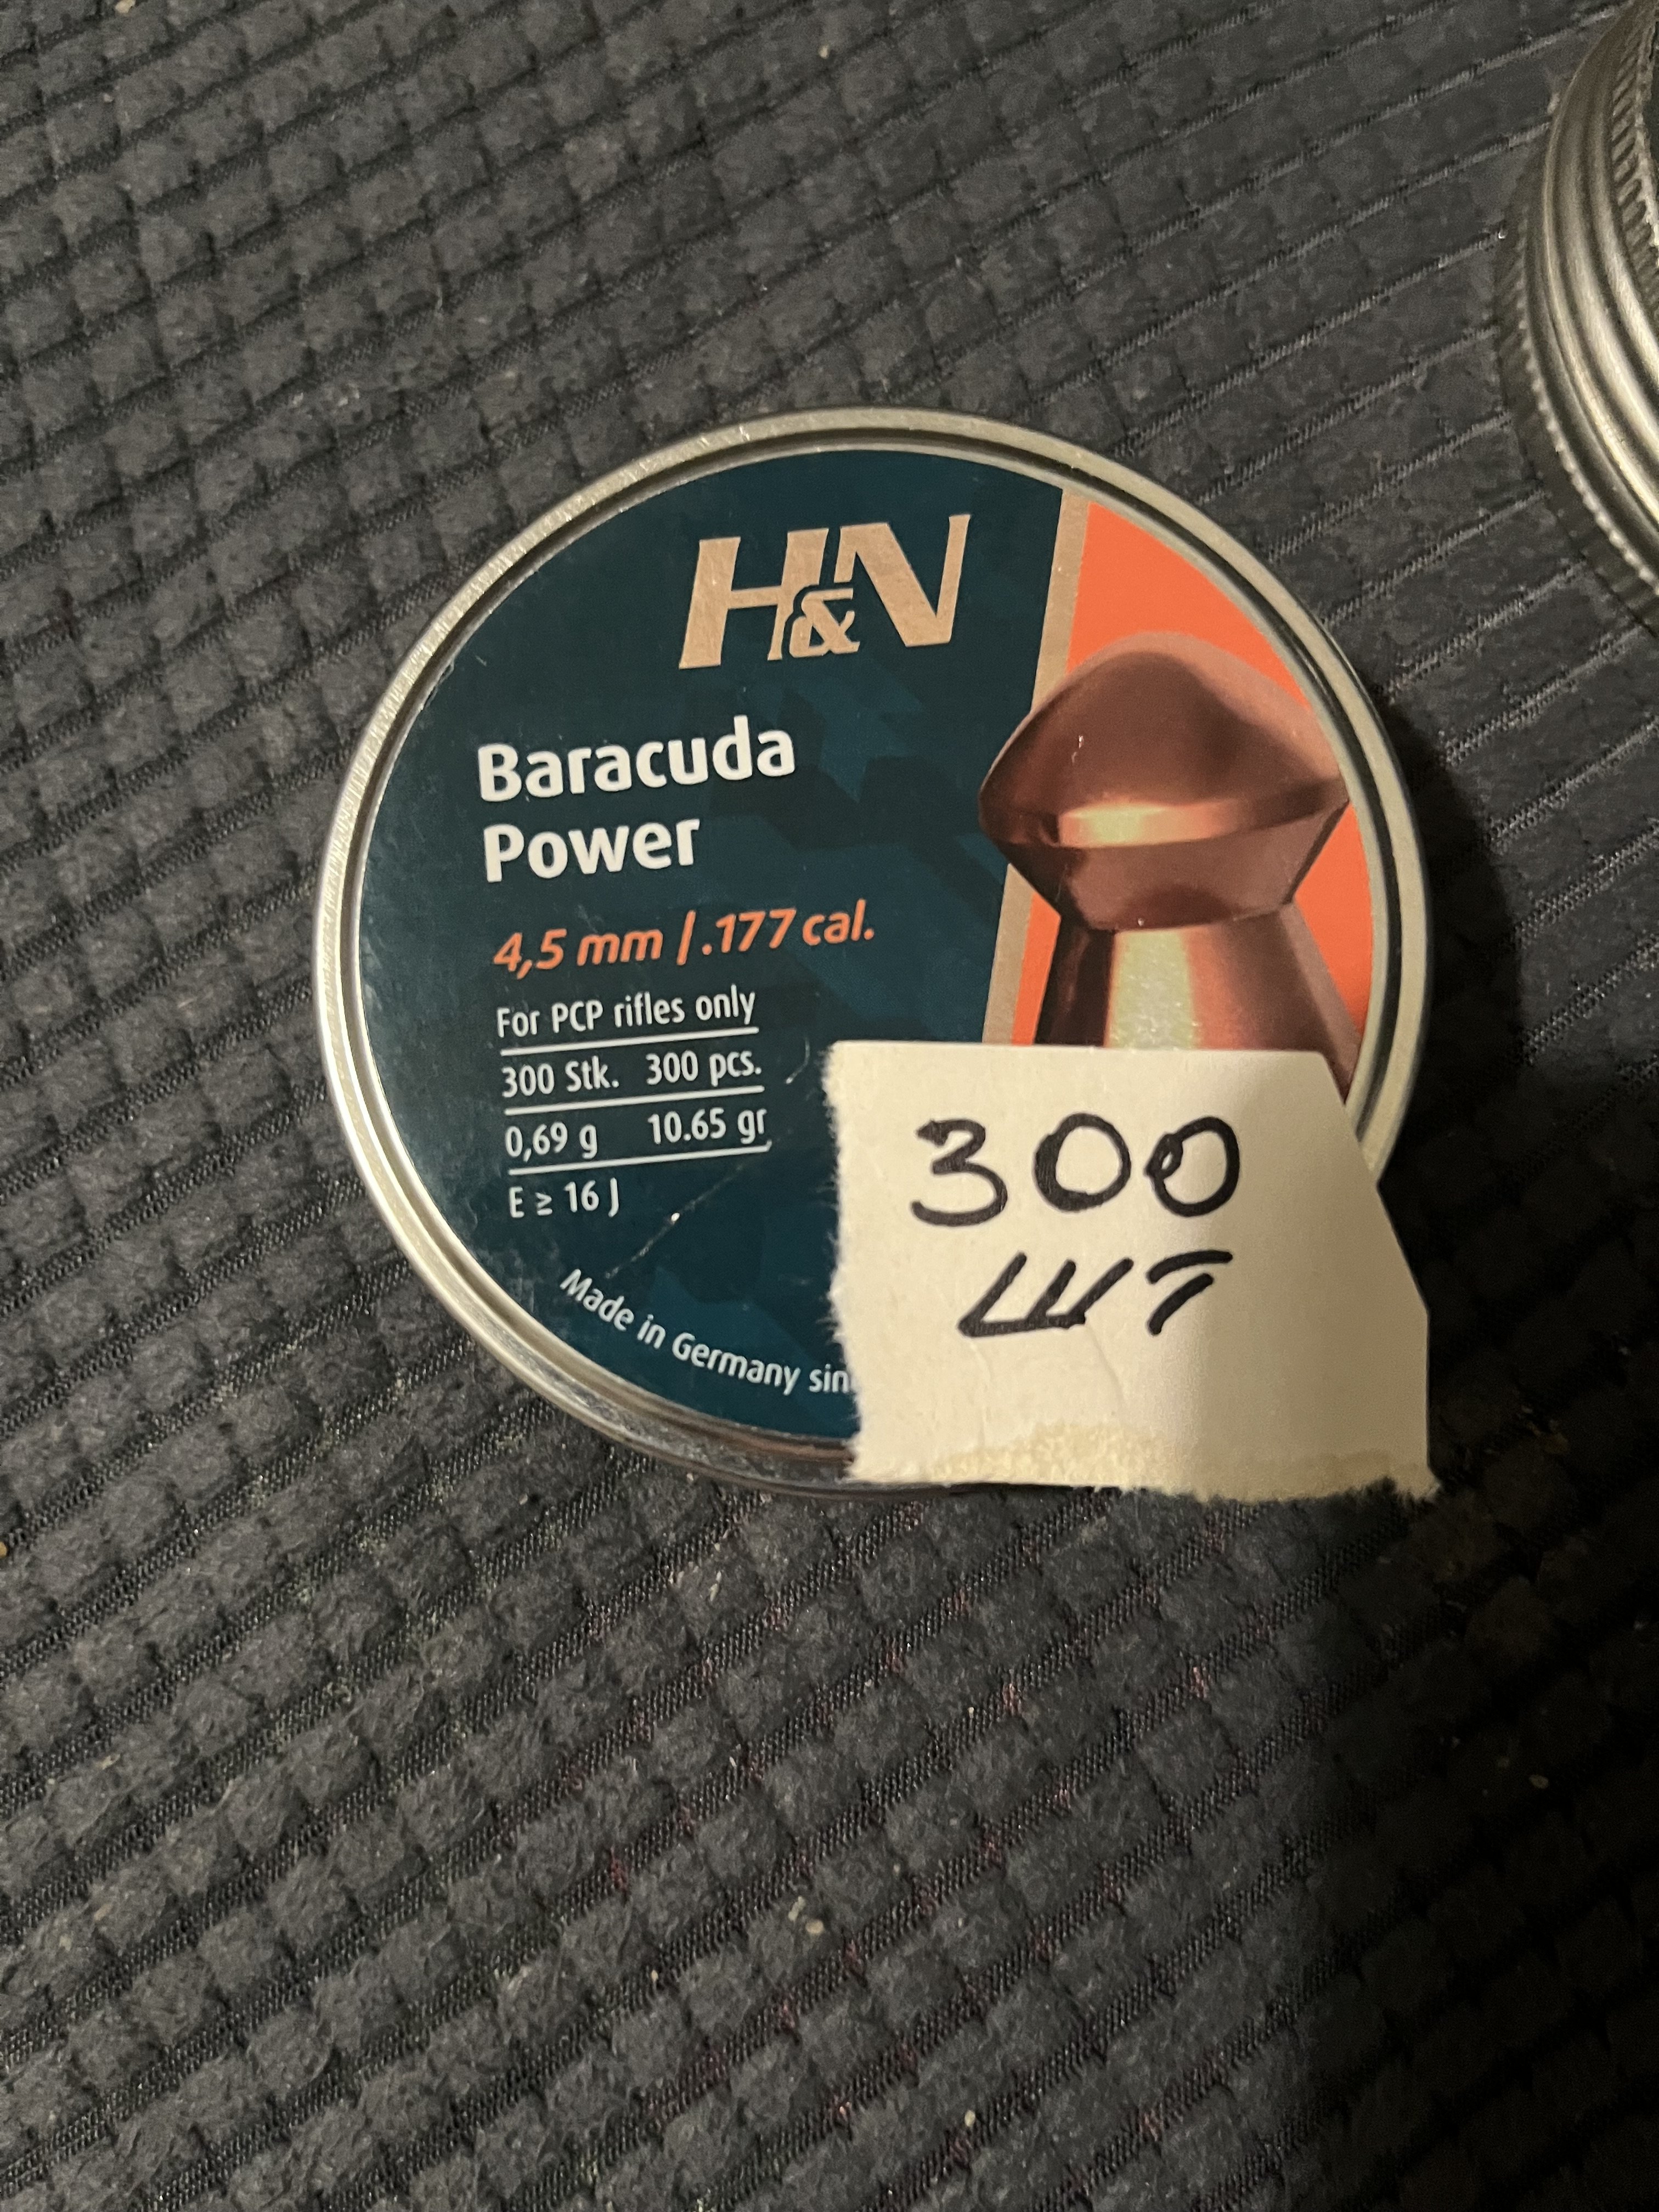 H&N
Baracuda
Power
4,5 mm / .177 cal.
For PCP rifles only
300 Stk. 300 pcs.
0,69 g 10.65 gr
E ≥ 16 J
Made in Germany
300
шт